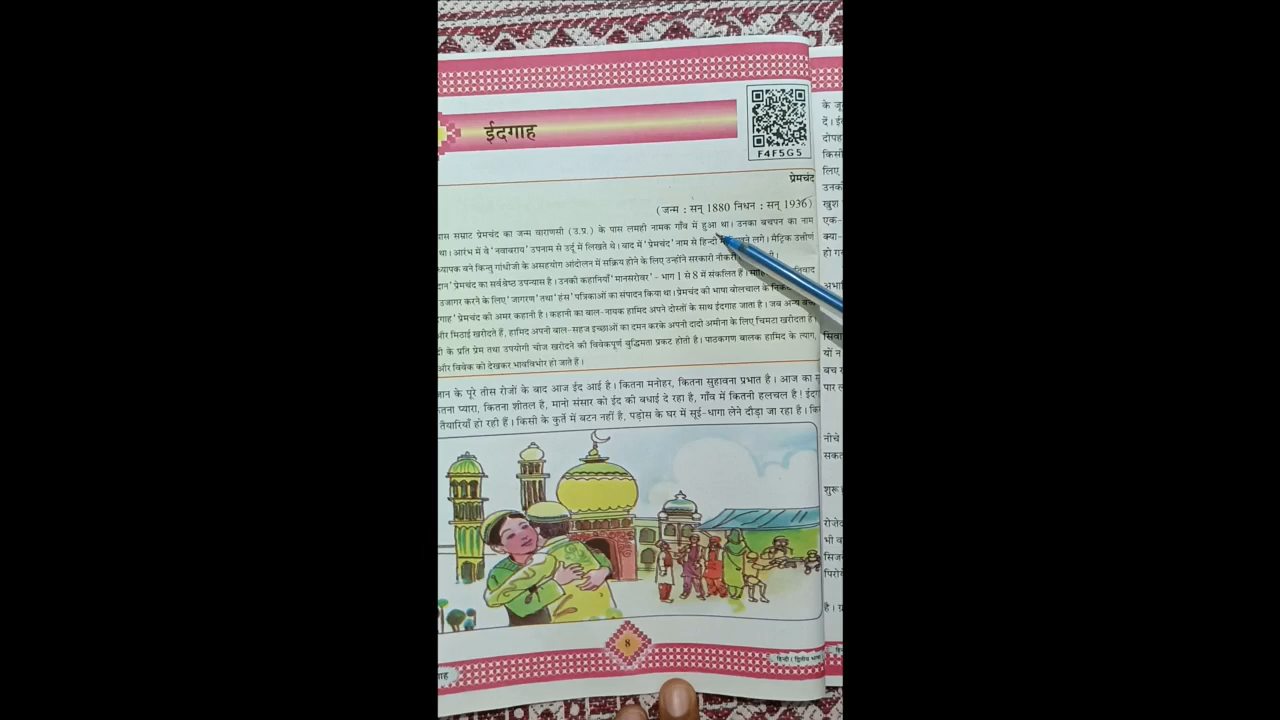 ईदगाह
F4F5G5
प्रेमचंद
(जन्म : सन् 1880 निधन : सन् 1936)
सम्राट प्रेमचंद का जन्म वाराणसी (उ.प्र.) के पास लमही नामक गाँव में हुआ था। उनका बचपन का नाम
था। आरंभ में वे 'नवाबराय' उपनाम से उर्दू में लिखते थे। बाद में 'प्रेमचंद' नाम से हिन्दी लगे। मैट्रिक उत्तीर्ण
बने किन्तु गांधीजी के असहयोग आंदोलन में सक्रिय होने के लिए उन्होंने सरकारी नौकरी
प्रेमचंद का सर्वश्रेष्ठ उपन्यास है। उनकी कहानियाँ 'मानसरोवर' - भाग 1 से 8 में संकलित हैं।
उजागर करने के लिए 'जागरण' तथा 'हंस' पत्रिकाओं का संपादन किया था। प्रेमचंद की भाषा बोलचाल के
प्रेमचंद की अमर कहानी है। कहानी का बाल-नायक हामिद अपने दोस्तों के साथ ईदगाह जाता है। जब अन्य
और मिठाई खरीदते हैं, हामिद अपनी बाल-सहज इच्छाओं का दमन करके अपनी दादी अमीना के लिए चिमटा खरीदता है।
के प्रति प्रेम तथा उपयोगी चीज खरीदने की विवेकपूर्ण बुद्धिमता प्रकट होती है। पाठकगण बालक हामिद के त्याग,
और विवेक को देखकर भावविभोर हो जाते हैं।
के पूरे तीस रोजों के बाद आज ईद आई है। कितना मनोहर, कितना सुहावना प्रभात है। आज का
प्यारा, कितना शीतल है, मानो संसार को ईद की बधाई दे रहा है, गाँव में कितनी हलचल है!
तैयारियाँ हो रही हैं। किसी के कुर्ते में बटन नहीं है, पड़ोस के घर में सूई-धागा लेने दौड़ा जा रहा है।
8
हिन्दी (द्वितीय भाषा
के
दें।
किसी
लिए
खुश
एक-
क्या-
हो
यों न
बच
पार
नीचे
शुरू
भी
है।